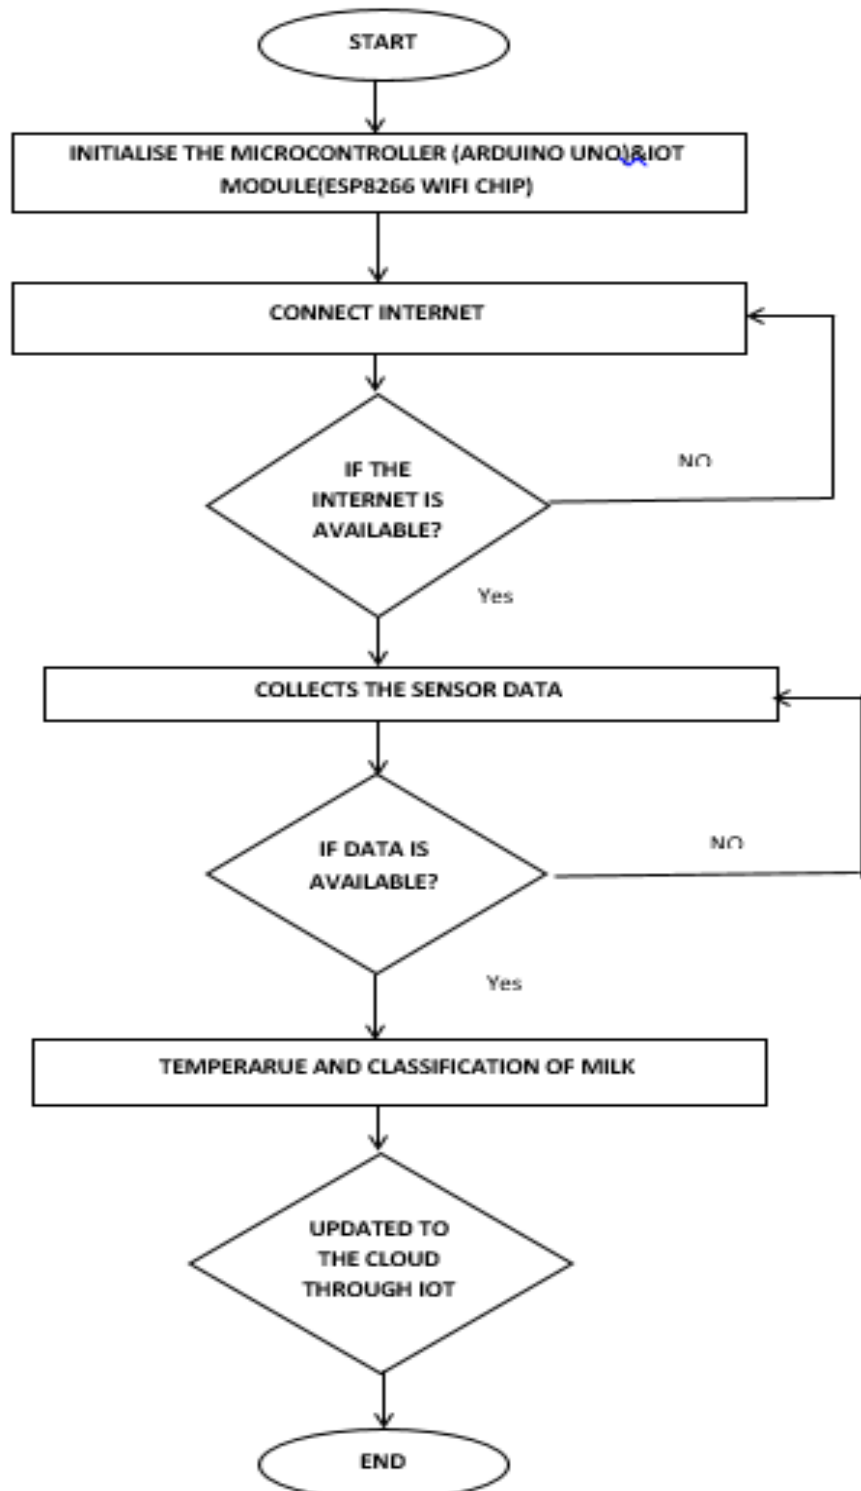 START
INITIALISE THE MICROCONTROLLER (ARDUINO UNO)&IOT
MODULE(ESP8266 WIFI CHIP)
CONNECT INTERNET
IF THE
INTERNET IS
AVAILABLE?
NO
Yes
COLLECTS THE SENSOR DATA
IF DATA IS
AVAILABLE?
NO
Yes
TEMPERARUE AND CLASSIFICATION OF MILK
UPDATED TO
THE CLOUD
THROUGH IOT
END